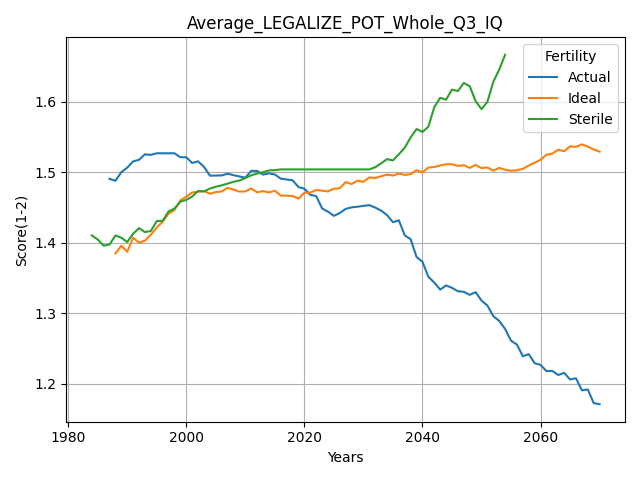 Average_LEGALIZE_POT_Whole_Q3_IQ
Fertility
Actual
Ideal
Sterile
Score(1-2)
1.6
1.5
1.4
1.3
1.2
1980
2000
2020
2040
2060
Years